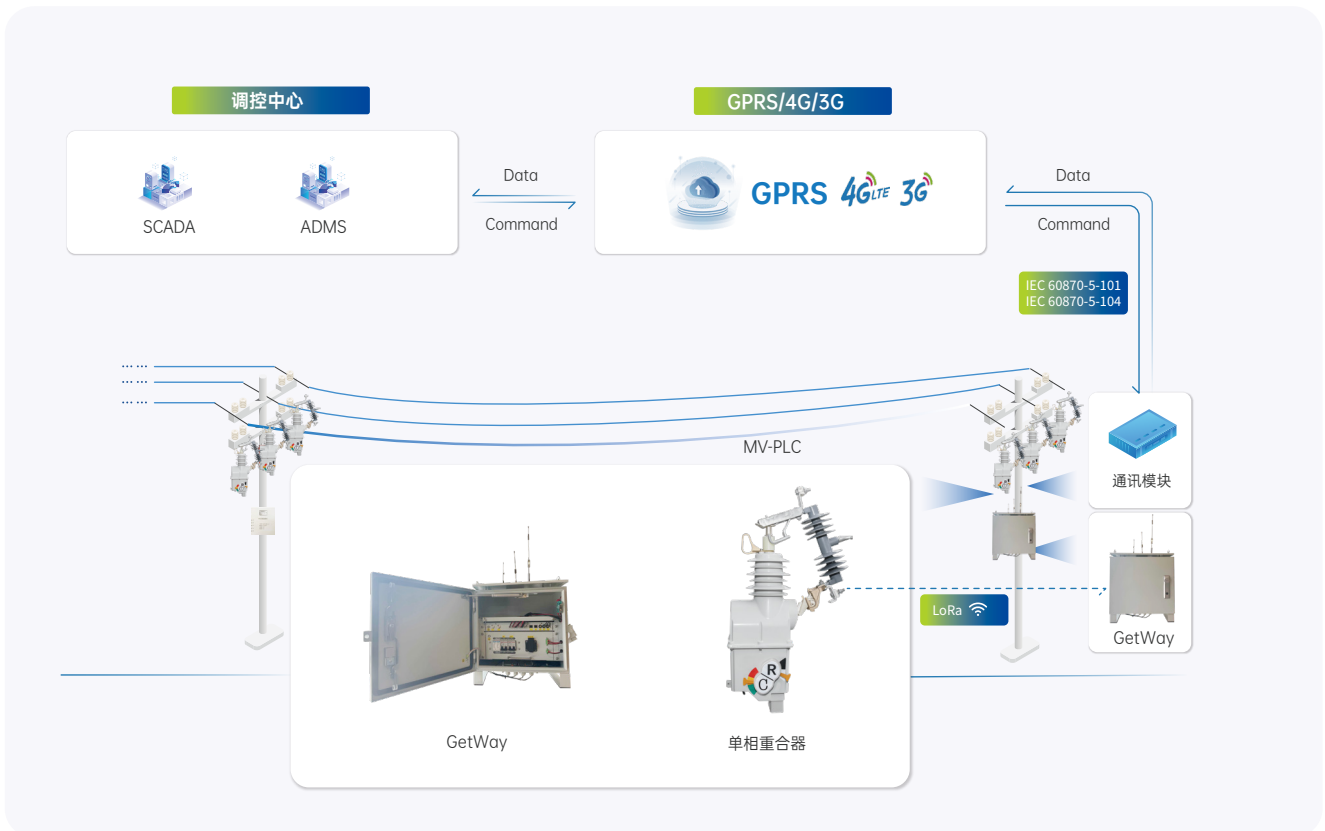 调控中心
GPRS/4G/3G
SCADA
ADMS
Data
Command
GPRS
4G LTE
3G
Data
Command
IEC 60870-5-101
IEC 60870-5-104
...... 
...... 
...... 
MV-PLC
通讯模块
R
C
LoRa
GetWay
GetWay
单相重合器